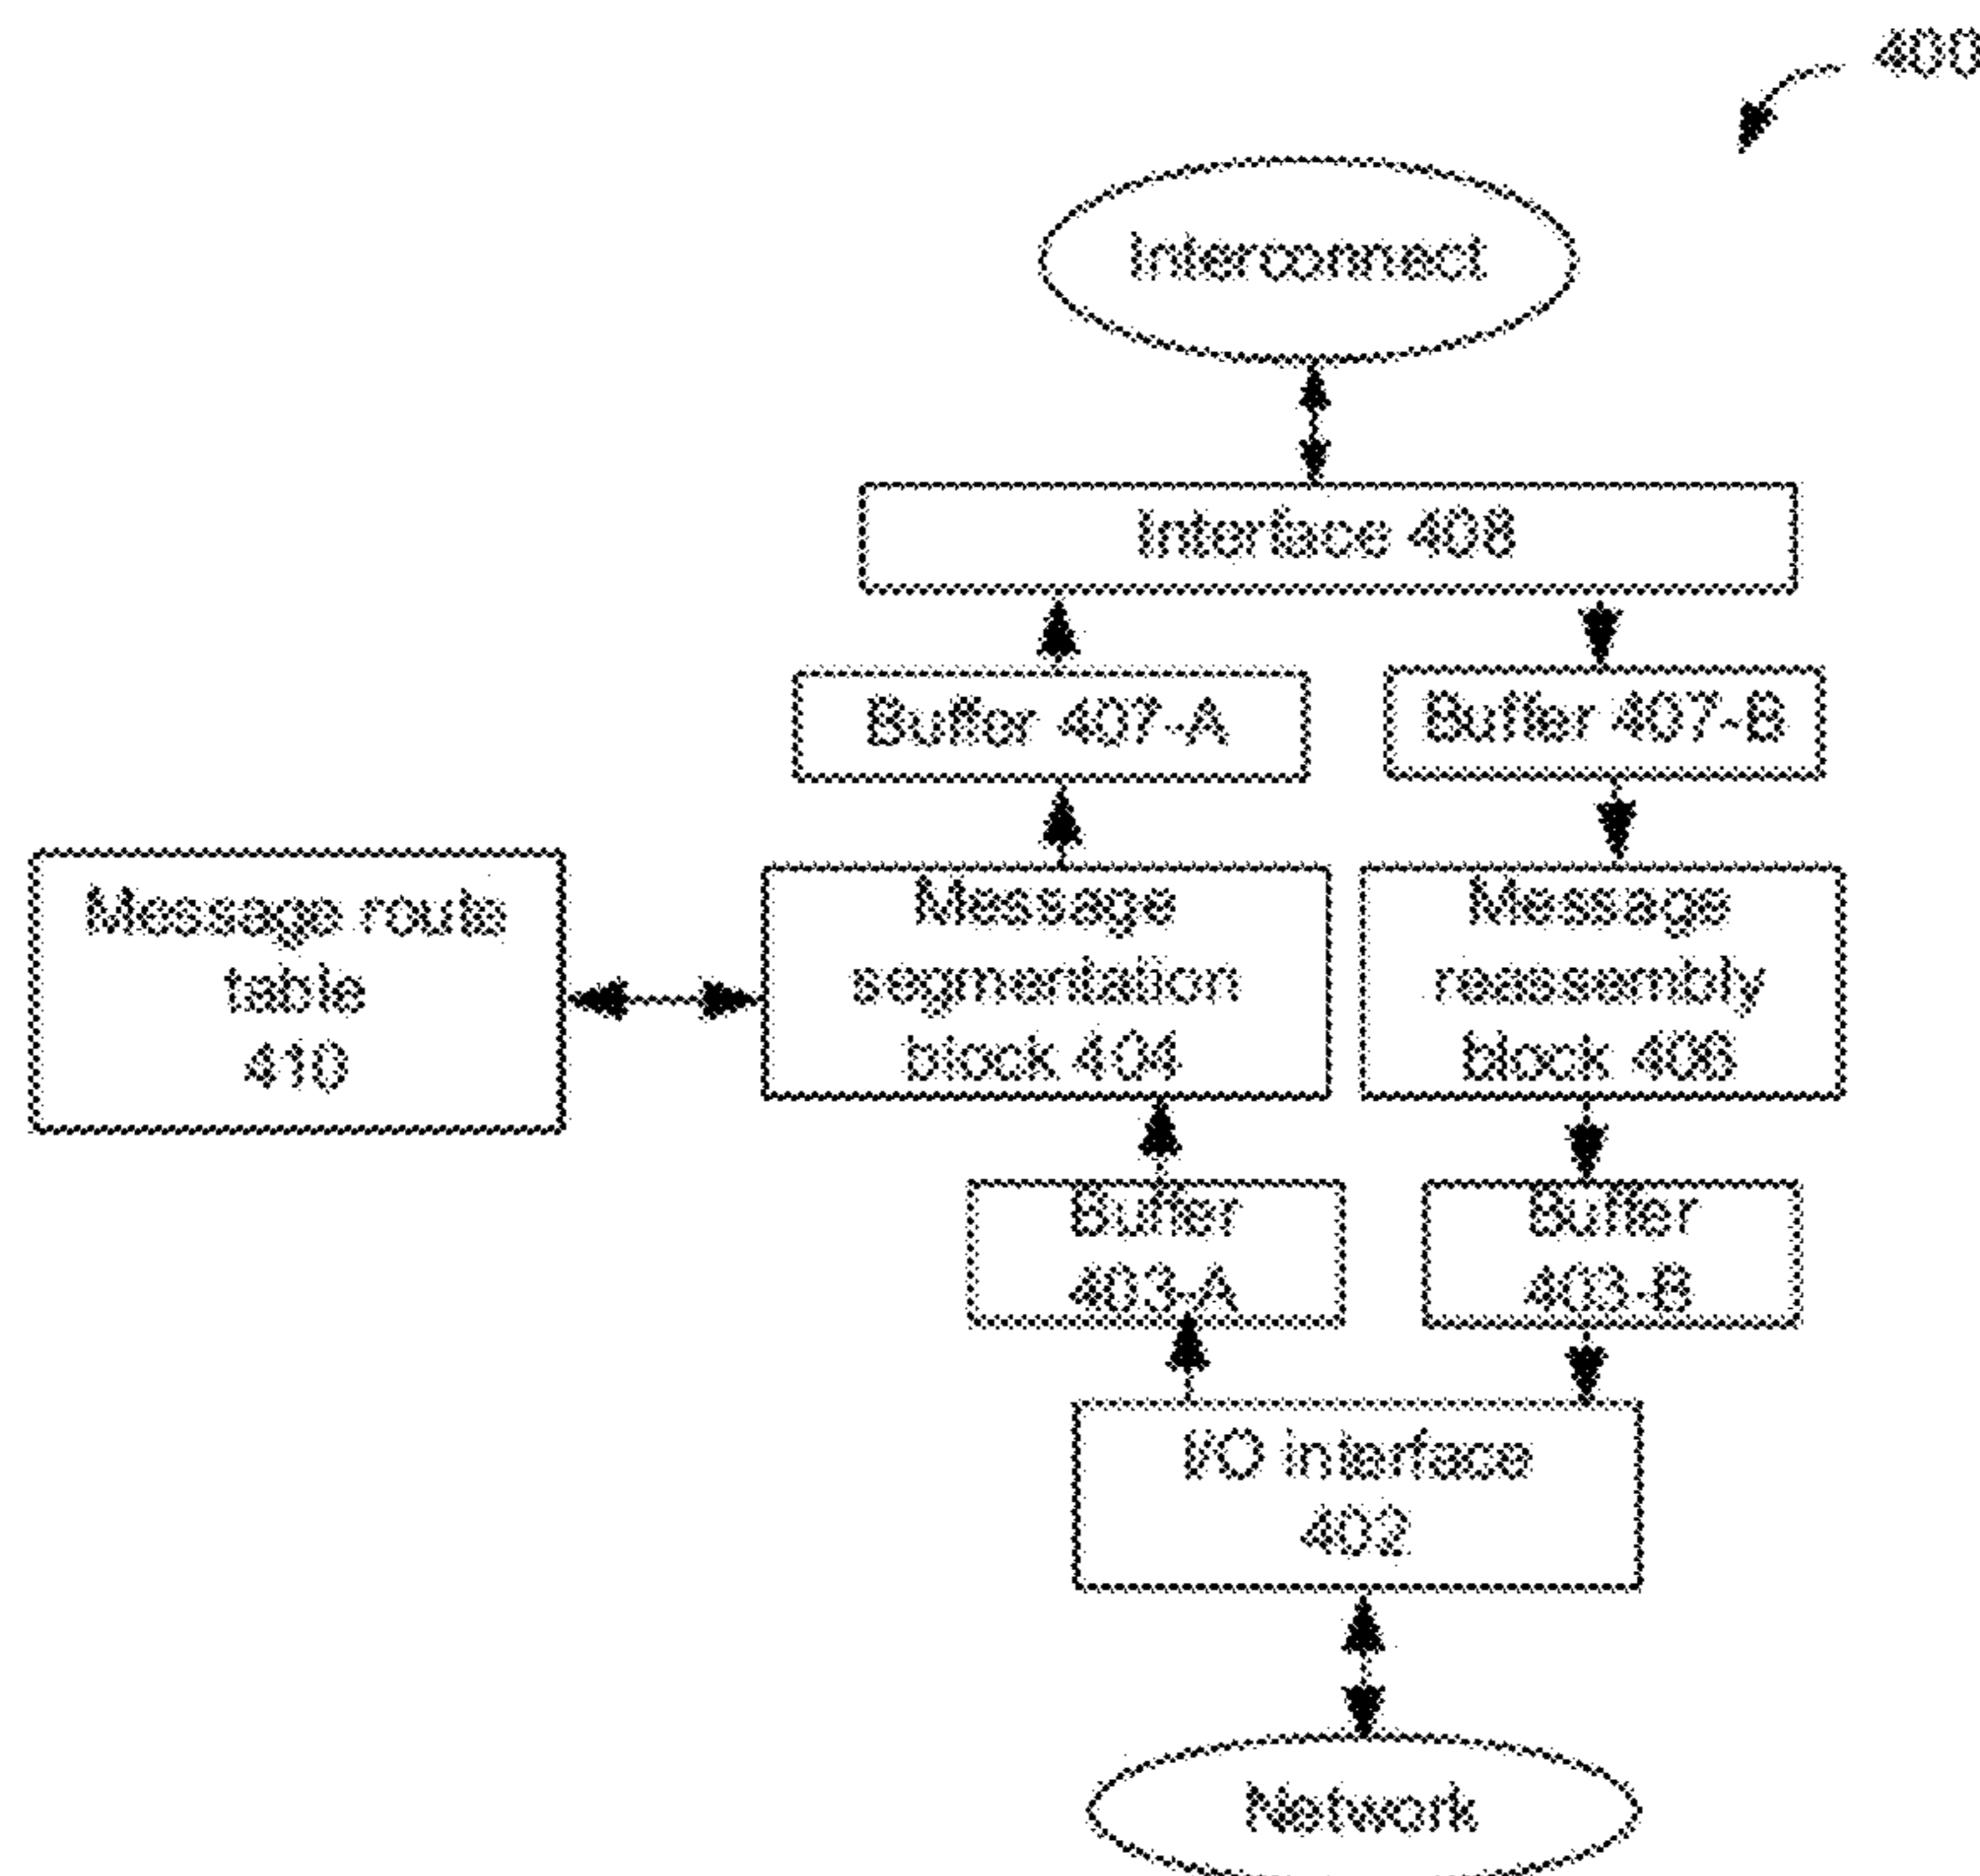 400
Interconnect
Interface 408
Buffer 407-A
Buffer 407-B
Message route
table
410
Message
segmentation
block 404
Message
reassembly
block 406
Buffer
403-A
Buffer
403-B
I/O interface
402
Network